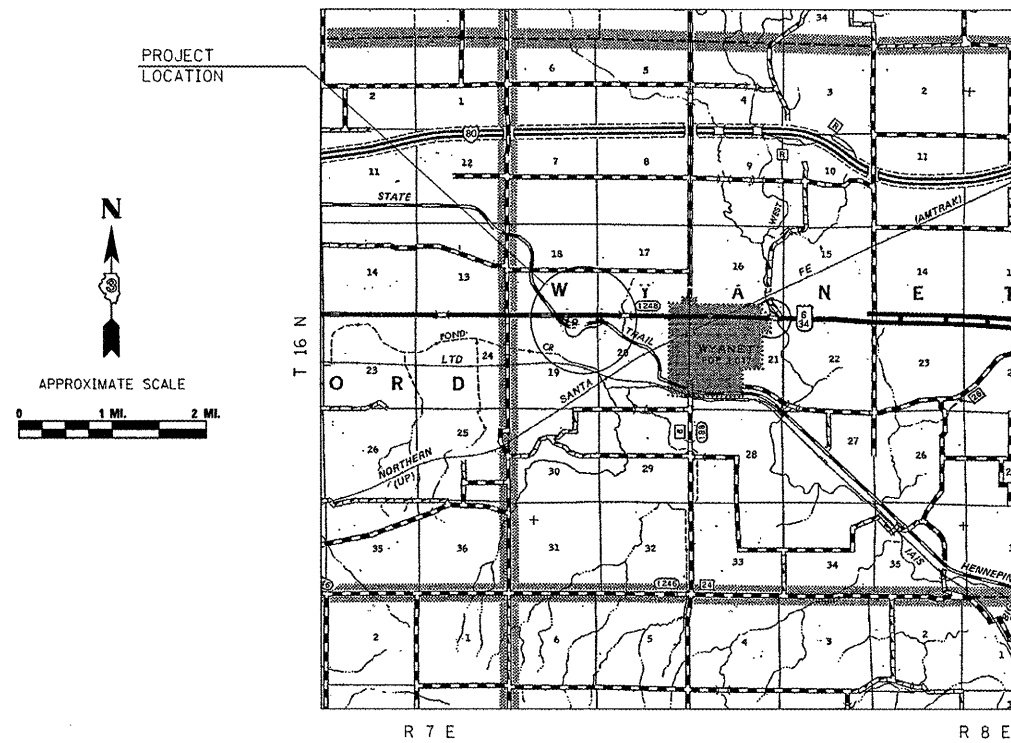 PROJECT
LOCATION
N
APPROXIMATE SCALE
0 1 MI. 2 MI.
34
6 5
2 1 4 3 2
80
R
R
11 12 7 8 9 10 11
STATE
WEST
(AMTRAK)
18 17 16 15 14
14 13
FE
W Y A N E T
1248
6
34
T 16 N
POND
TRAIL
CR
WYANET
23 LTD 24 19 20 21 22 23
O R D
SANTA
28
26 25 30 29 28 27 26
NORTHERN
(UP)
6
188
35 36 31 32 33 34 35
IAIS
HENNEPIN
1246
24
2 1 6 5 4 3 2 1
R 7 E
R 8 E